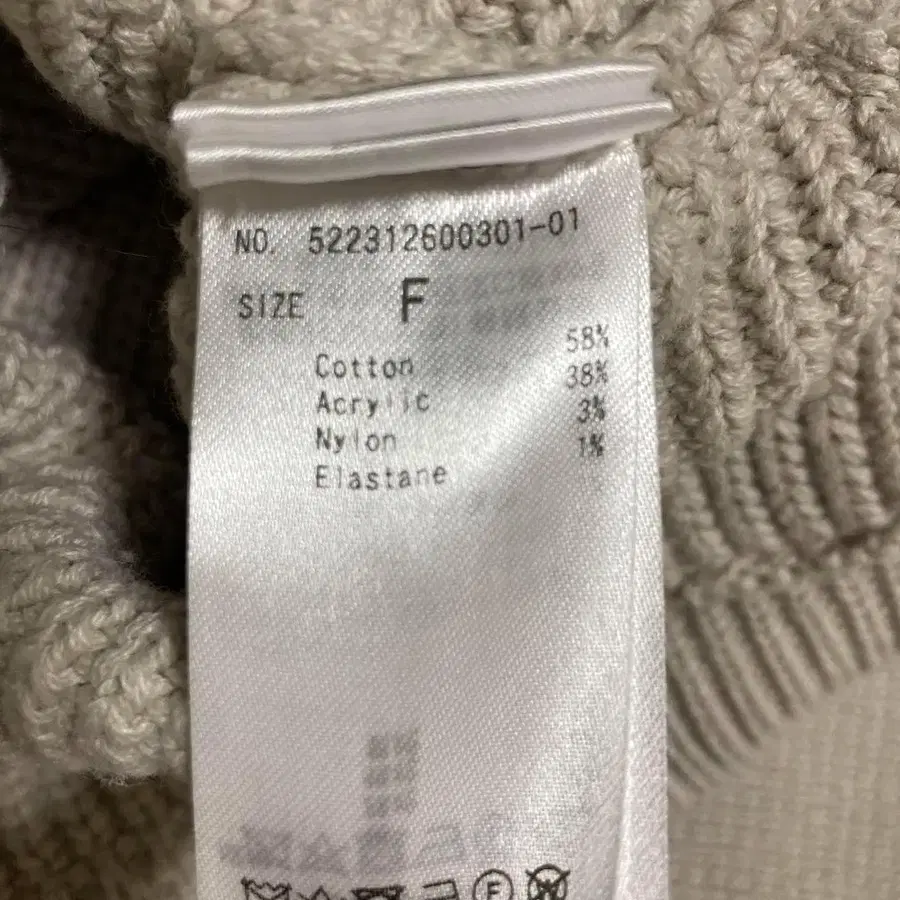 NO. 522312600301-01
SIZE F
Cotton 58%
Acrylic 38%
Nylon 3%
Elastane 1%
F W